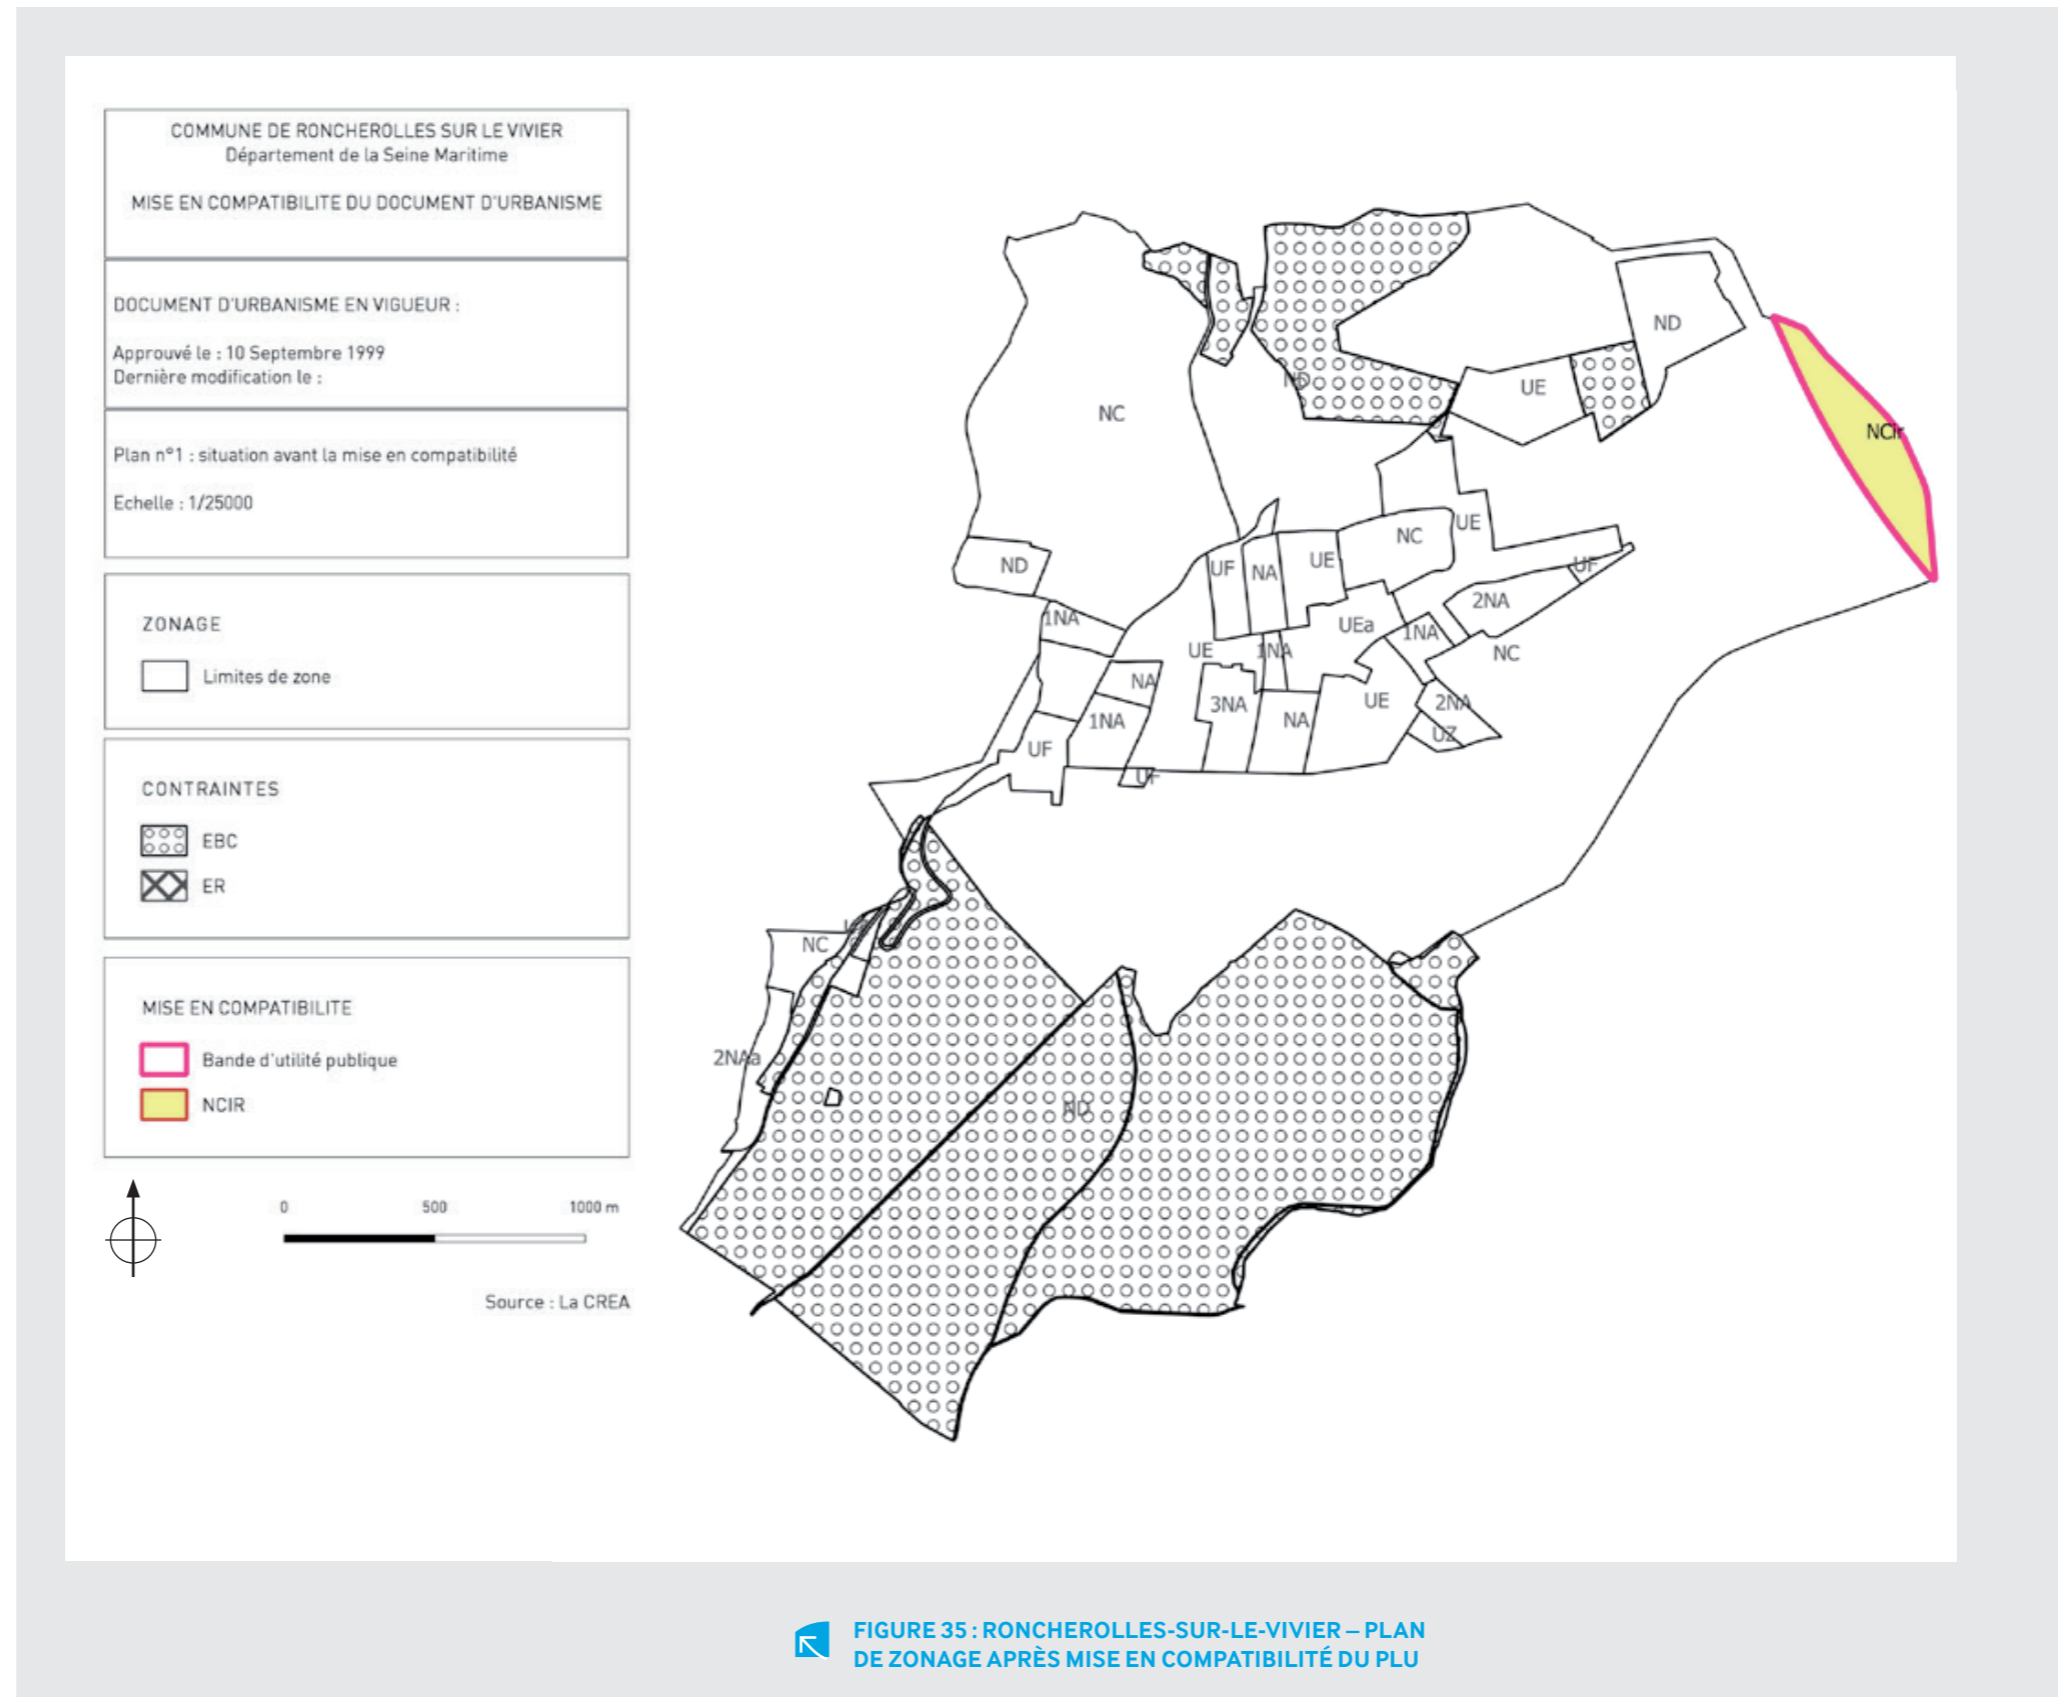 COMMUNE DE RONCHEROLLES SUR LE VIVIER
Département de la Seine Maritime
MISE EN COMPATIBILITE DU DOCUMENT D'URBANISME
DOCUMENT D'URBANISME EN VIGUEUR :
Approuvé le : 10 Septembre 1999
Dernière modification le :
Plan n°1 : situation avant la mise en compatibilité
Echelle : 1/25000
ZONAGE
Limites de zone
CONTRAINTES
EBC
ER
MISE EN COMPATIBILITE
Bande d'utilité publique
NCIR
0 500 1000 m
Source : La CREA
ND
ND
UE
NC
NCir
NC
UE
ND
UF
NA
UE
UF
2NA
1NA
UEa
1NA
UE
1NA
NC
NA
3NA
UE
2NA
1NA
NA
UZ
UF
UF
NC
2NAa
ND
FIGURE 35 : RONCHEROLLES-SUR-LE-VIVIER – PLAN
DE ZONAGE APRÈS MISE EN COMPATIBILITÉ DU PLU